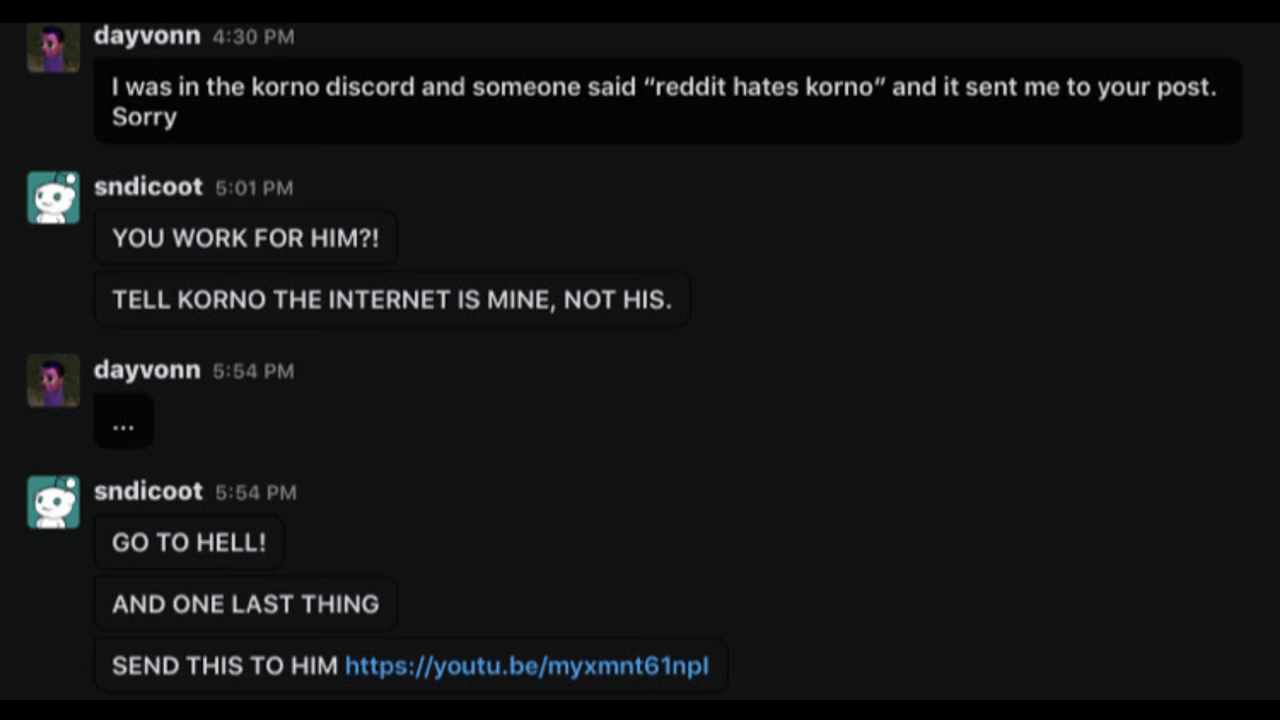 dayvonn 4:30 PM
I was in the korno discord and someone said “reddit hates korno” and it sent me to your post.
Sorry
sndicoot 5:01 PM
YOU WORK FOR HIM?!
TELL KORNO THE INTERNET IS MINE, NOT HIS.
dayvonn 5:54 PM
...
sndicoot 5:54 PM
GO TO HELL!
AND ONE LAST THING
SEND THIS TO HIM https://youtu.be/myxmnt61npI